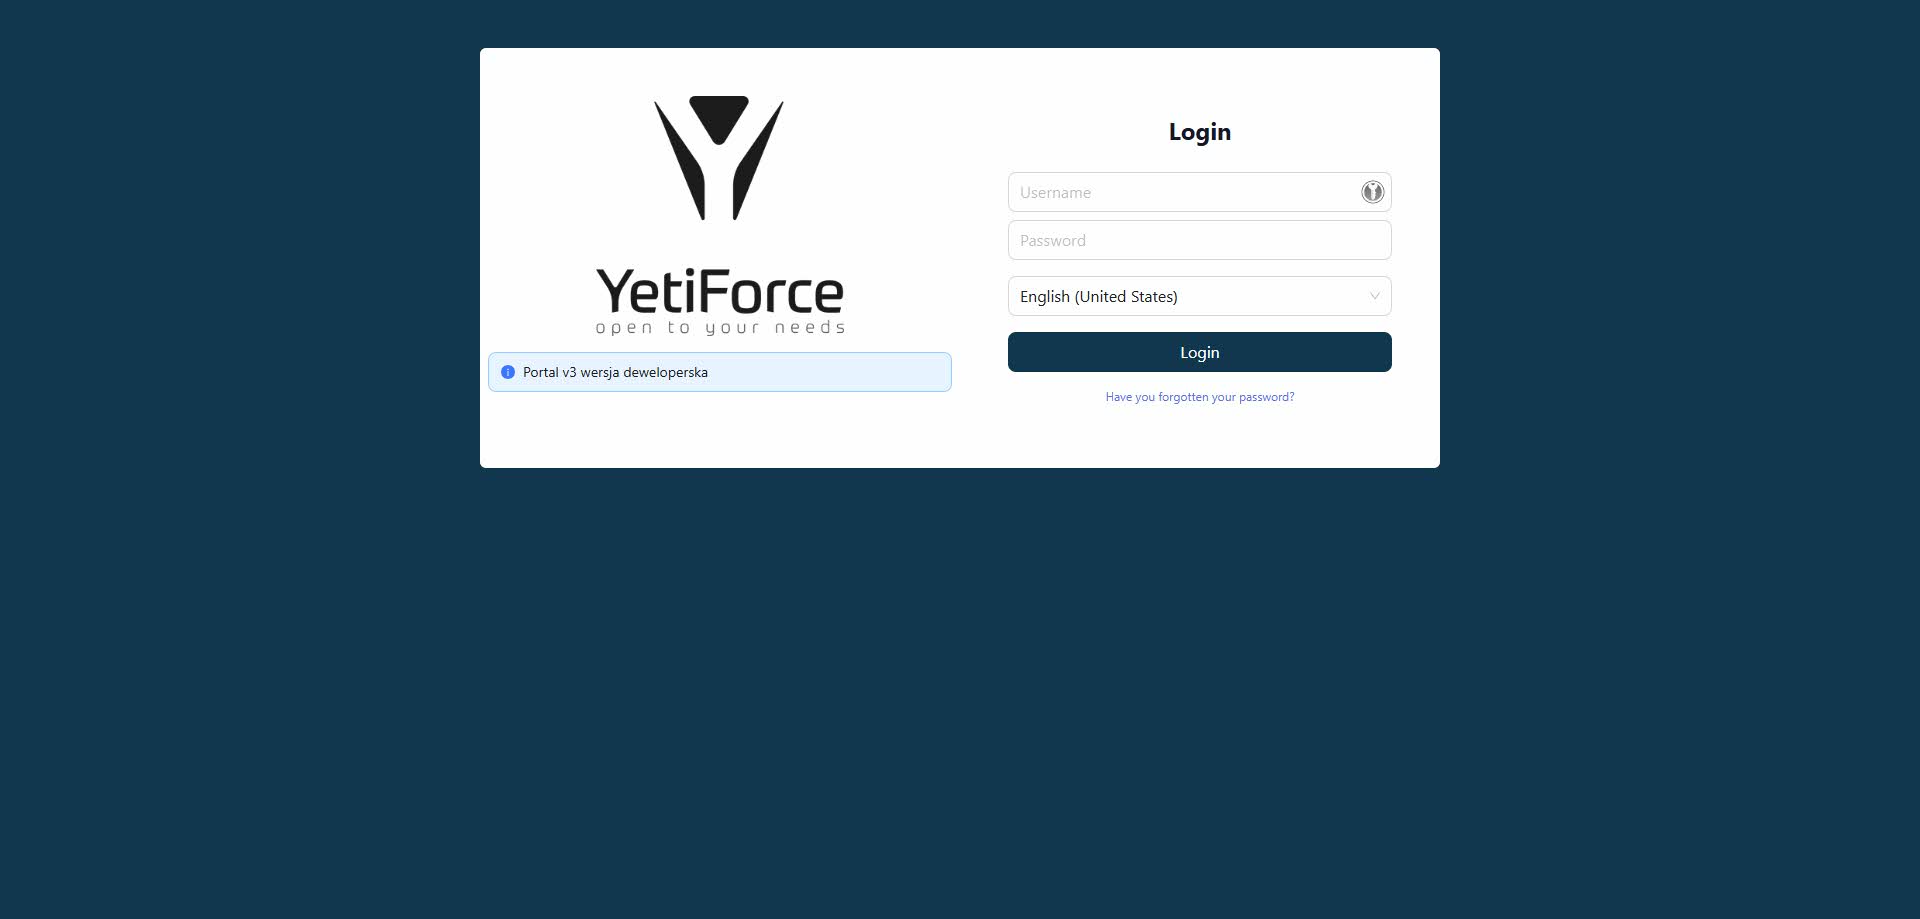 YetiForce
open to your needs
Portal v3 wersja deweloperska
Login
Username
Password
English (United States)
Login
Have you forgotten your password?